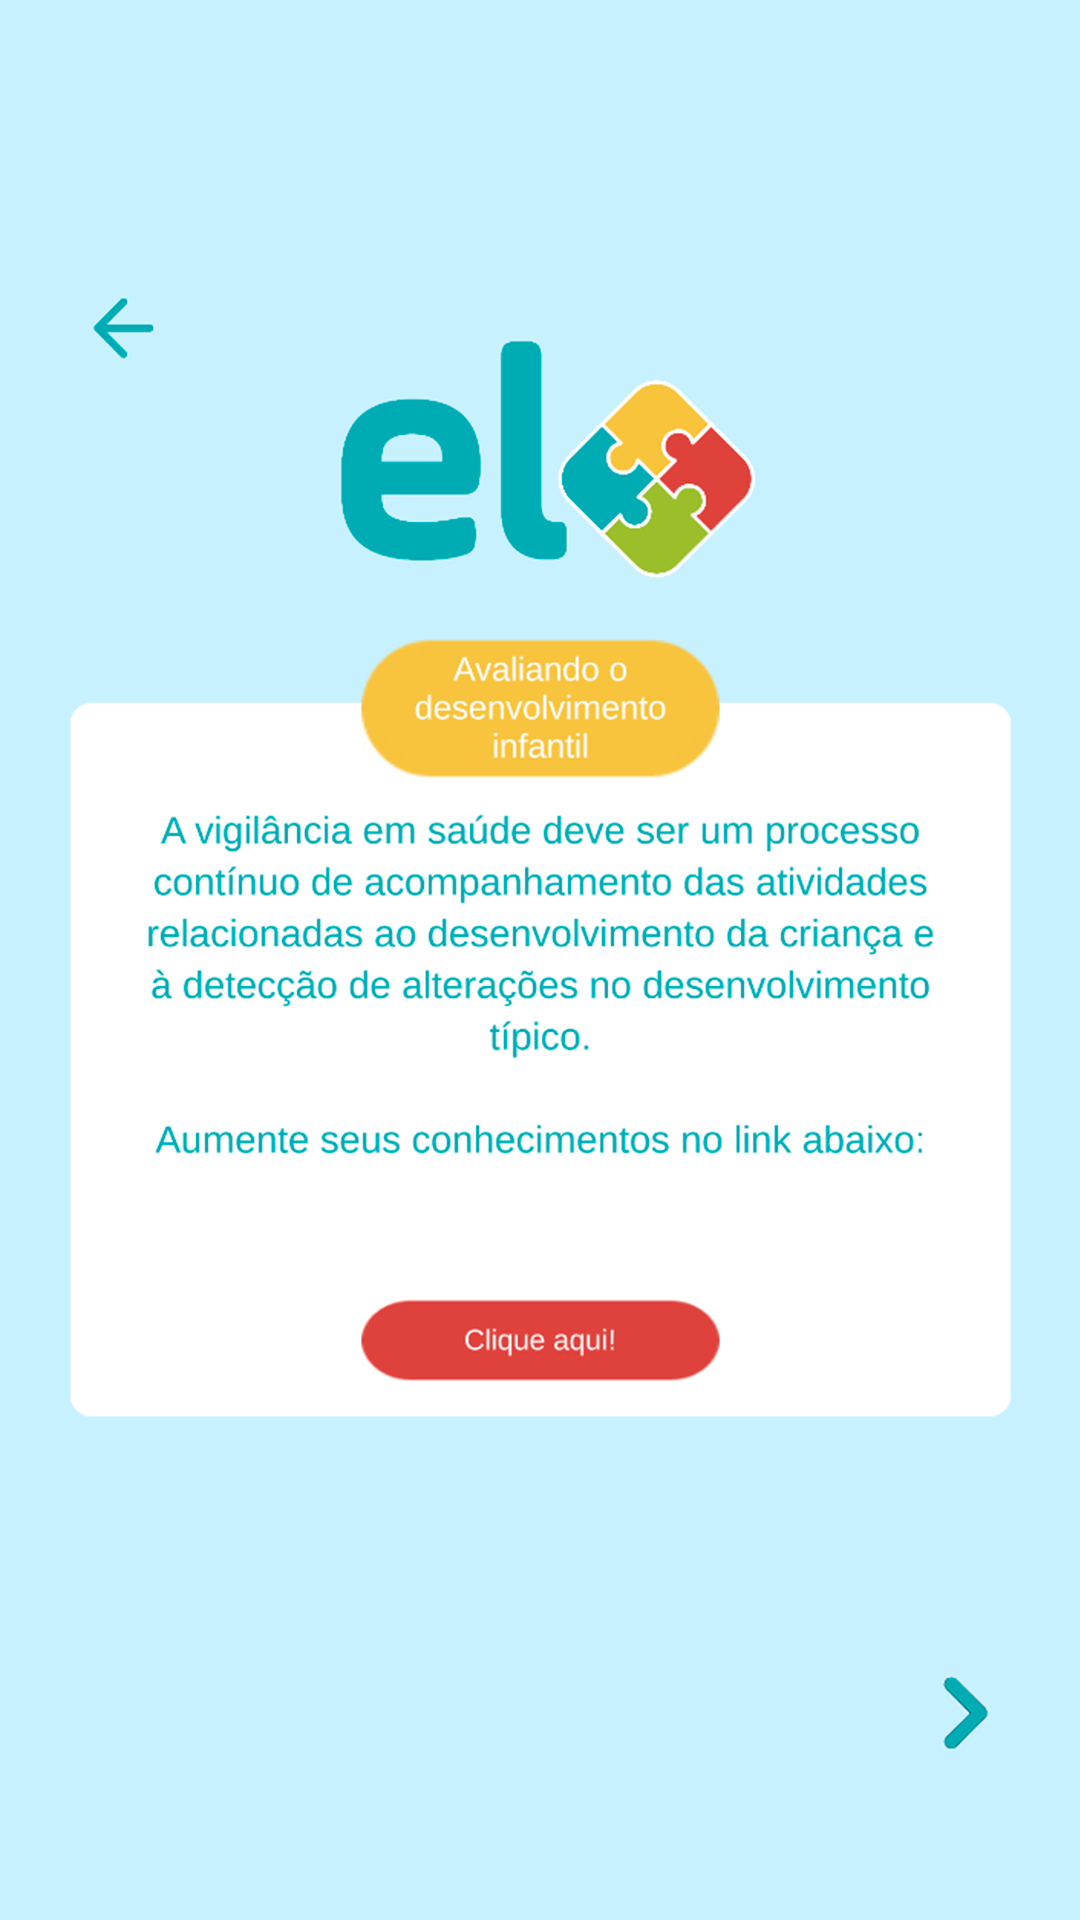 elo
Avaliando o
desenvolvimento
infantil
A vigilância em saúde deve ser um processo
contínuo de acompanhamento das atividades
relacionadas ao desenvolvimento da criança e
à detecção de alterações no desenvolvimento
típico.
Aumente seus conhecimentos no link abaixo:
Clique aqui!